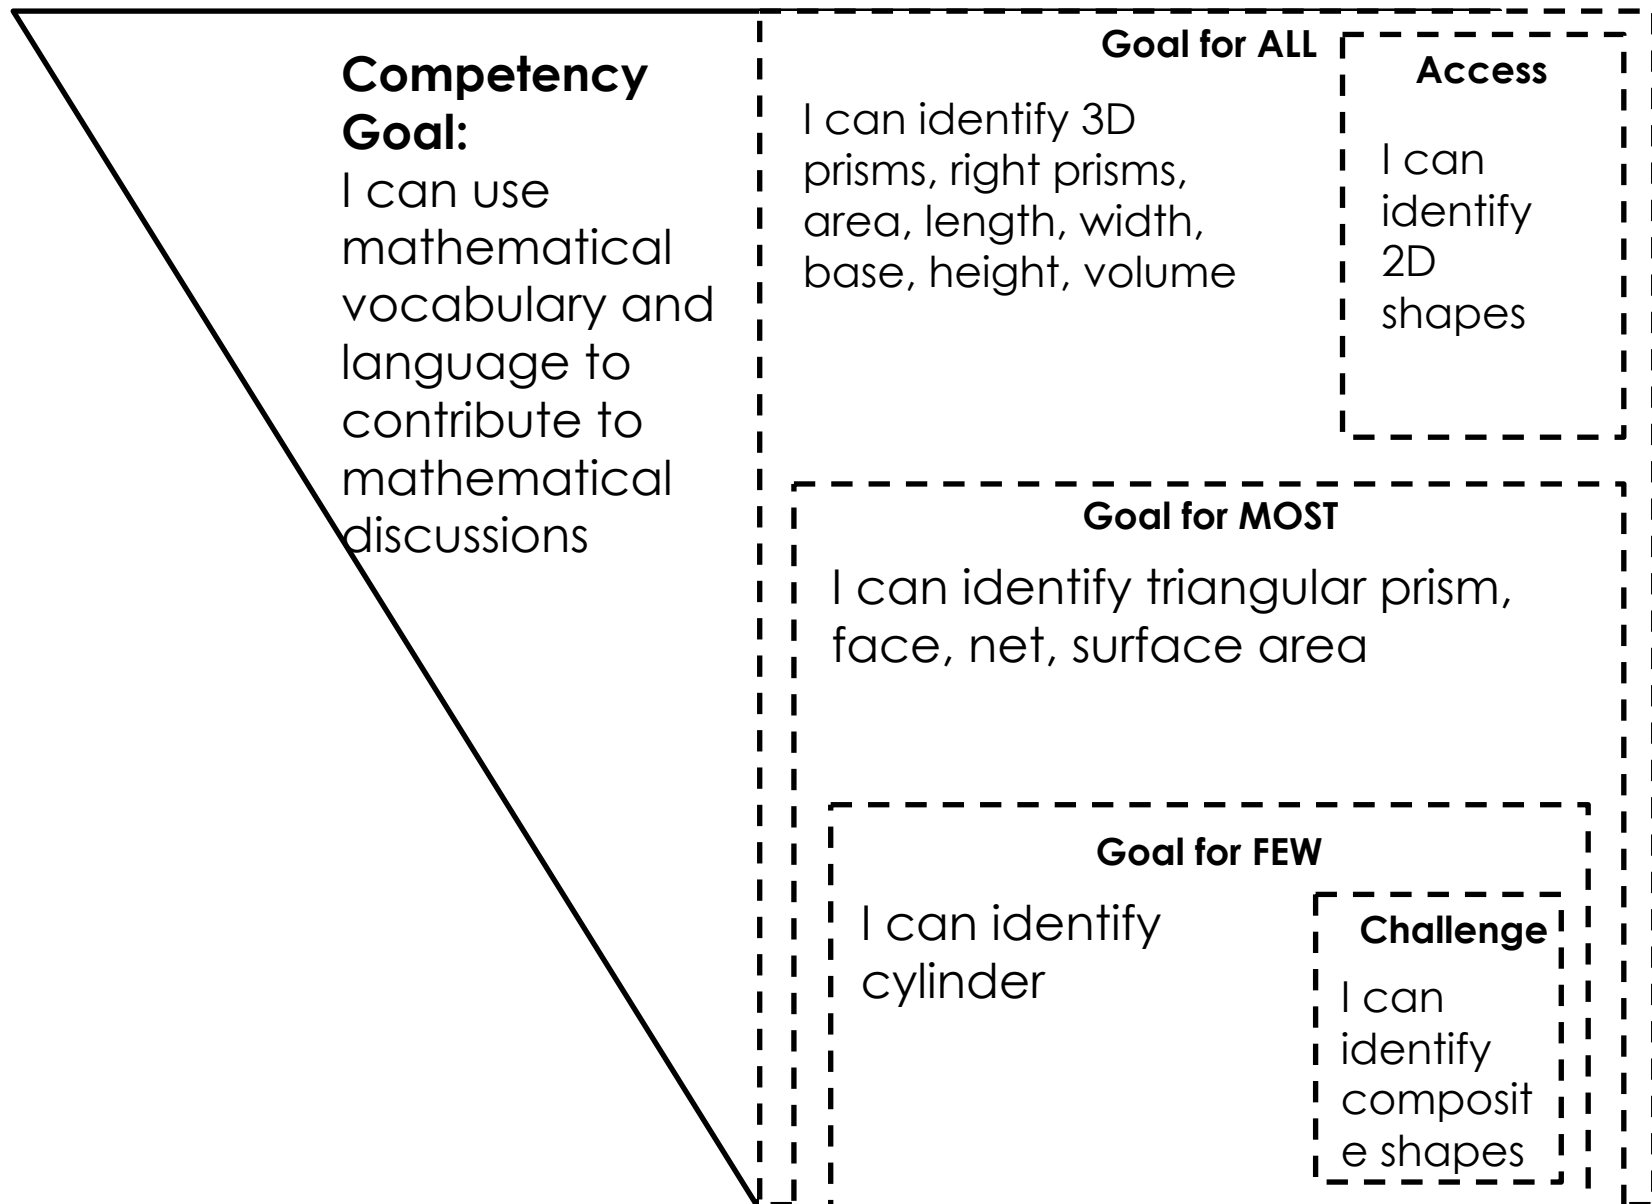 Competency
Goal:
I can use
mathematical
vocabulary and
language to
contribute to
mathematical
discussions
Goal for ALL
I can identify 3D
prisms, right prisms,
area, length, width,
base, height, volume
Access
I can
identify
2D
shapes
Goal for MOST
I can identify triangular prism,
face, net, surface area
Goal for FEW
I can identify
cylinder
Challenge
I can
identify
composit
e shapes